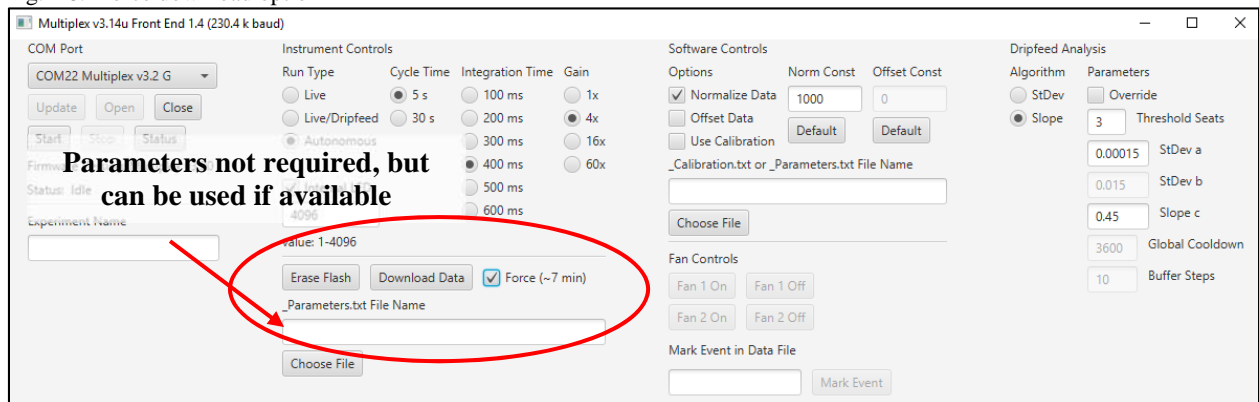 Multiplex v3.14u Front End 1.4 (230.4 k baud)
COM Port
COM22 Multiplex v3.2 G
Update Open Close
Start Stop Status
Status: Idle
Experiment Name
Parameters not required, but
can be used if available
Instrument Controls
Run Type Cycle Time Integration Time Gain
Live 5 s 100 ms 1x
Live/Dripfeed 30 s 200 ms 4x
Autonomous 300 ms 16x
400 ms 60x
500 ms
4096 600 ms
value: 1-4096
Erase Flash Download Data Force (~7 min)
_Parameters.txt File Name
Choose File
Software Controls
Options Norm Const Offset Const
Normalize Data 1000 0
Offset Data Default Default
Use Calibration
_Calibration.txt or _Parameters.txt File Name
Choose File
Fan Controls
Fan 1 On Fan 1 Off
Fan 2 On Fan 2 Off
Mark Event in Data File
Mark Event
Dripfeed Analysis
Algorithm Parameters
StDev Override
Slope 3 Threshold Seats
0.00015 StDev a
0.015 StDev b
0.45 Slope c
3600 Global Cooldown
10 Buffer Steps